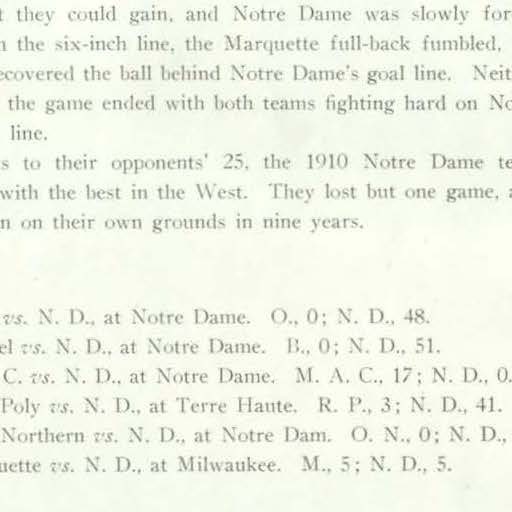 they could gain, and Notre Dame was slowly for
the six-inch line, the Marquette full-back fumbled,
ecovered the ball behind Notre Dame's goal line. Neit
the game ended with both teams fighting hard on No
line.
s to their opponents' 25, the 1910 Notre Dame te
with the best in the West. They lost but one game, a
n on their own grounds in nine years.
vs. N. D., at Notre Dame. O., 0; N. D., 48.
el vs. N. D., at Notre Dame. B., 0; N. D., 51.
C. vs. N. D., at Notre Dame. M. A. C., 17; N. D., 0.
Poly vs. N. D., at Terre Haute. R. P., 3; N. D., 41.
Northern vs. N. D., at Notre Dam. O. N., 0; N. D.,
uette vs. N. D., at Milwaukee. M., 5; N. D., 5.